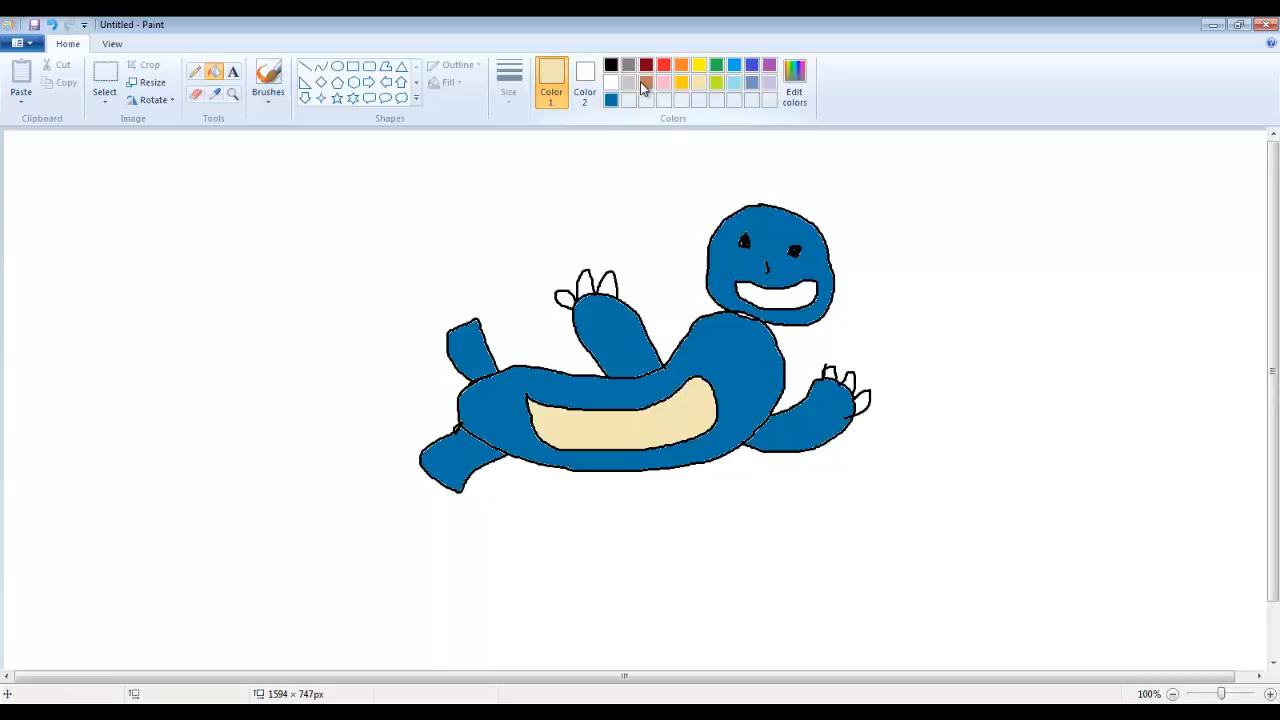 Untitled - Paint
Home View
Paste
Cut
Copy
Clipboard
Select
Crop
Resize
Rotate
Image
A
Tools
Brushes
Shapes
Outline
Fill
Size
Color 1
Color 2
Colors
Edit colors
1594 × 747px
100%